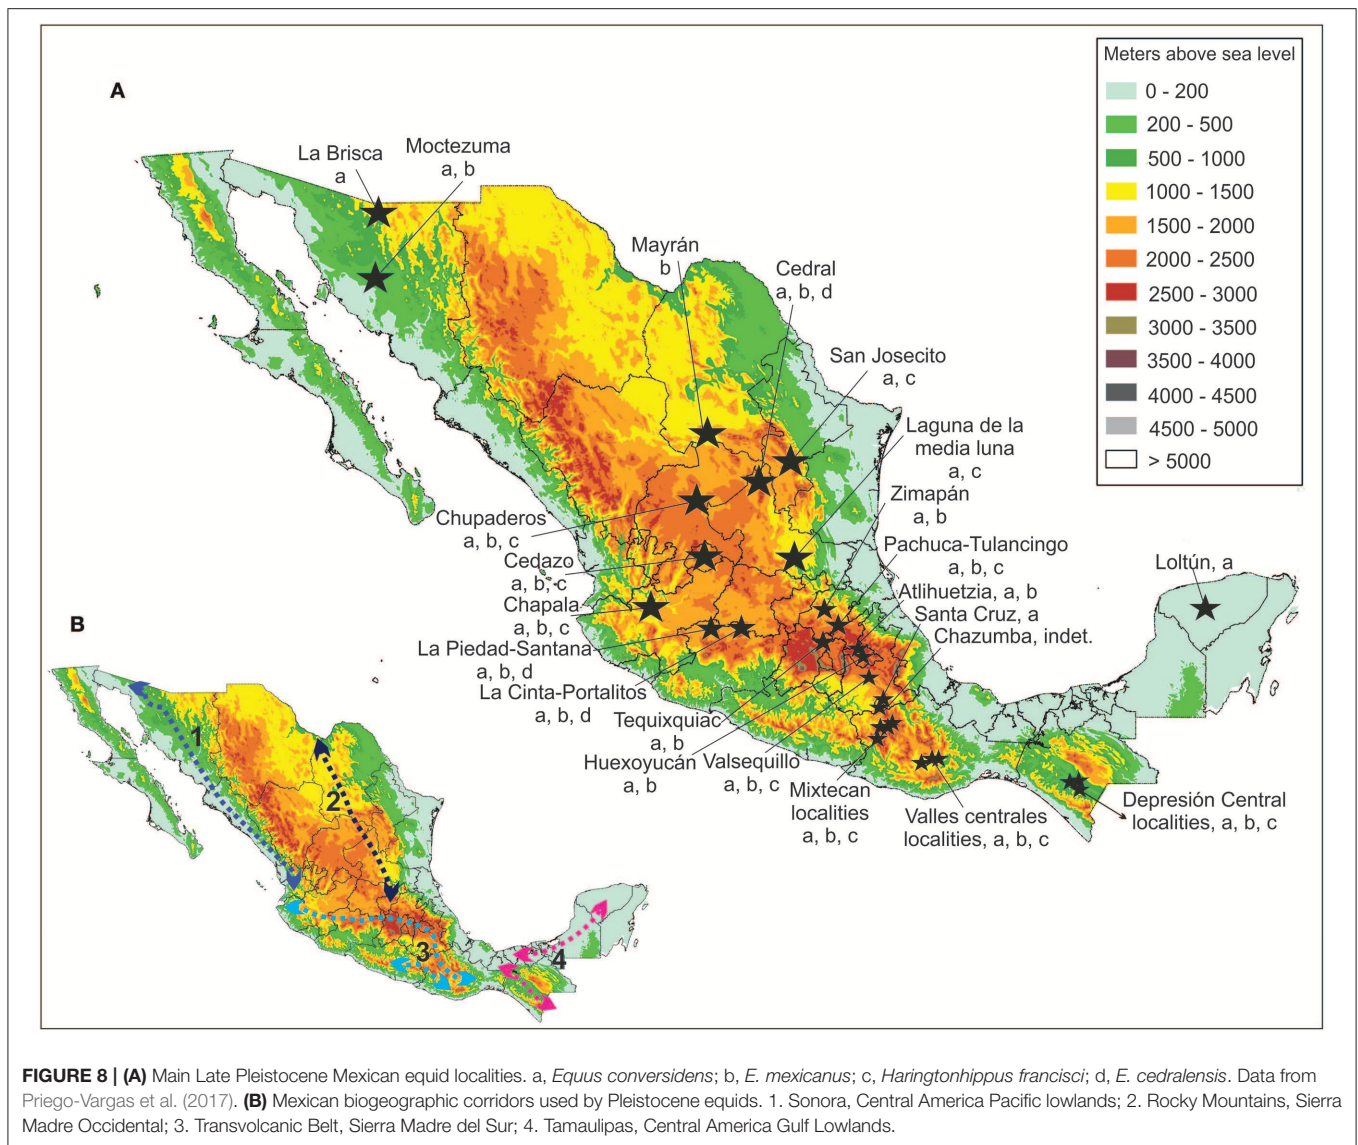 A
La Brisca
a
Moctezuma
a, b
Mayrán
b
Cedral
a, b, d
San Josecito
a, c
Laguna de la
media luna
a, c
Zimapán
a, b
Pachuca-Tulancingo
a, b, c
Atlihuetzia, a, b
Santa Cruz, a
Chazumba, indet.
Loltún, a
Chupaderos
a, b, c
Cedazo
a, b, c
Chapala
a, b, c
La Piedad-Santana
a, b, d
La Cinta-Portalitos
a, b, d
Tequixquiac
a, b
Huexoyucán
a, b
Valsequillo
a, b, c
Mixtecan
localities
a, b, c
Valles centrales
localities, a, b, c
Depresión Central
localities, a, b, c
Meters above sea level
0 - 200
200 - 500
500 - 1000
1000 - 1500
1500 - 2000
2000 - 2500
2500 - 3000
3000 - 3500
3500 - 4000
4000 - 4500
4500 - 5000
> 5000
B
1
2
3
4
FIGURE 8 | (A) Main Late Pleistocene Mexican equid localities. a, Equus conversidens; b, E. mexicanus; c, Haringtonhippus francisci; d, E. cedralensis. Data from
Priego-Vargas et al. (2017). (B) Mexican biogeographic corridors used by Pleistocene equids. 1. Sonora, Central America Pacific lowlands; 2. Rocky Mountains, Sierra
Madre Occidental; 3. Transvolcanic Belt, Sierra Madre del Sur; 4. Tamaulipas, Central America Gulf Lowlands.